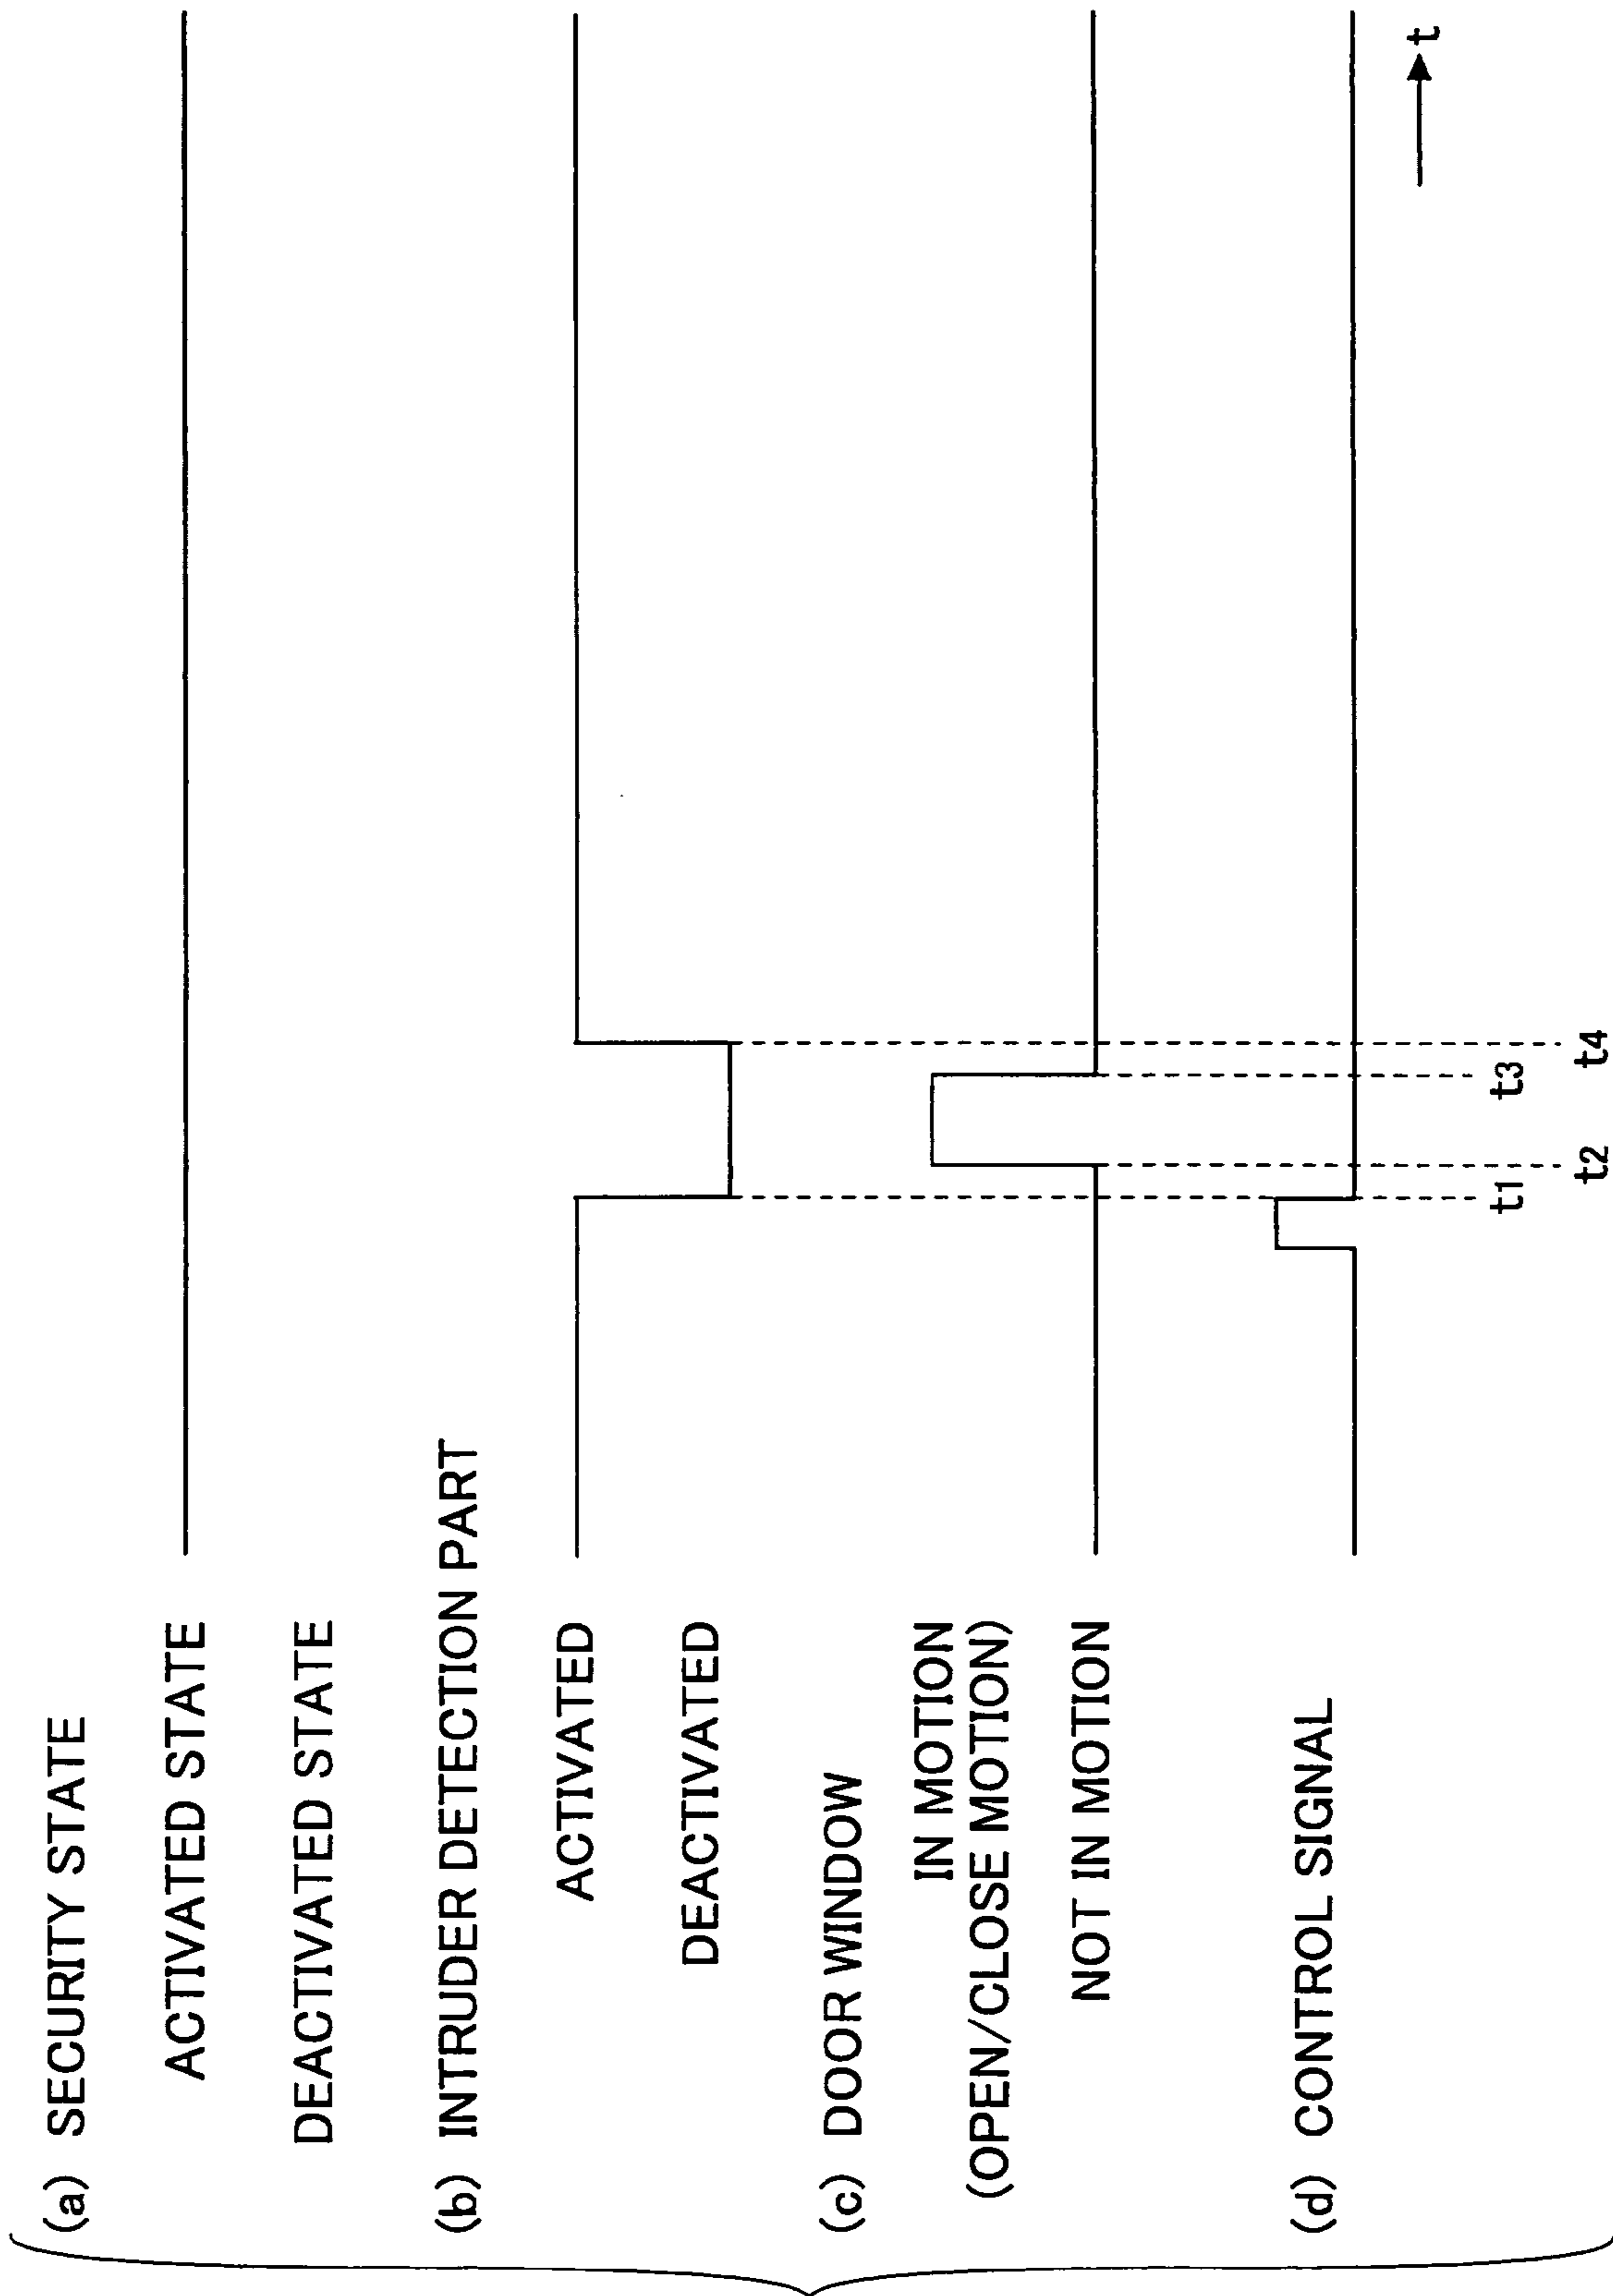 (a) SECURITY STATE
ACTIVATED STATE
DEACTIVATED STATE
(b) INTRUDER DETECTION PART
ACTIVATED
DEACTIVATED
(c) DOOR WINDOW
IN MOTION
(OPEN/CLOSE MOTION)
NOT IN MOTION
(d) CONTROL SIGNAL
t
t1 t3
t2 t4